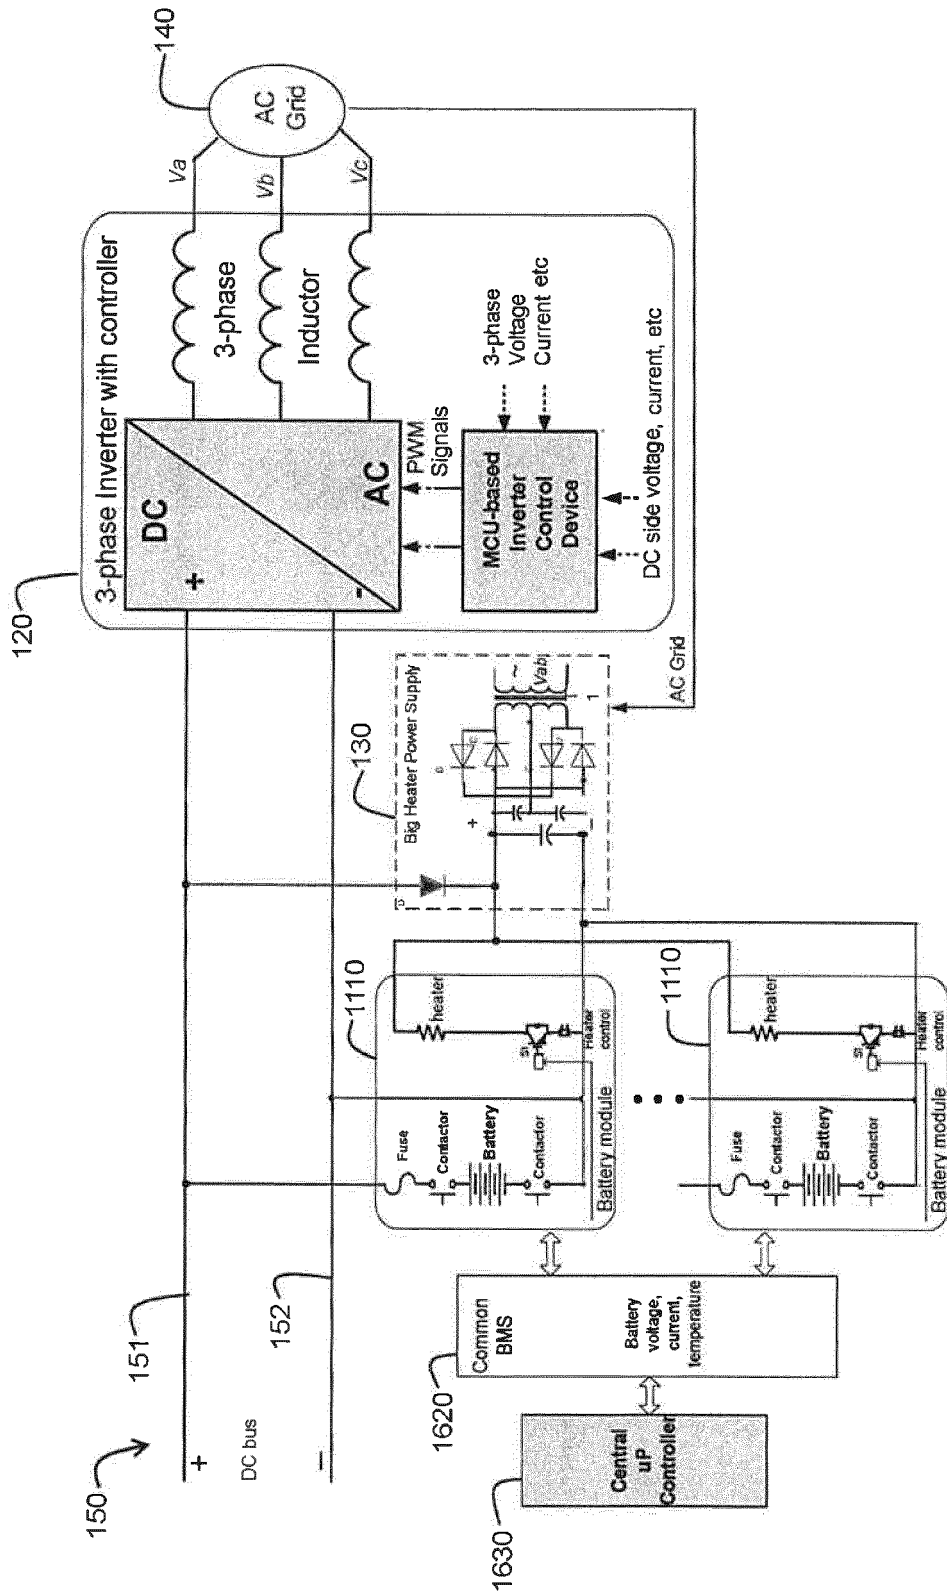 140
AC
Grid
Va
Vb
Vc
120
3-phase Inverter with controller
3-phase
Inductor
DC
+
AC
-
PWM
Signals
MCU-based
Inverter
Control
Device
3-phase
Voltage
Current etc
DC side voltage, current, etc
AC Grid
130
Big Heater Power Supply
+
~
Vab
1
D
1110
heater
S1
Heater
control
Fuse
Contactor
Battery
Contactor
Battery module
1110
heater
S1
Heater
control
Fuse
Contactor
Battery
Contactor
Battery module
150
151
152
+
DC bus
-
1620
Common
BMS
Battery
voltage,
current,
temperature
1630
Central
uP
Controller